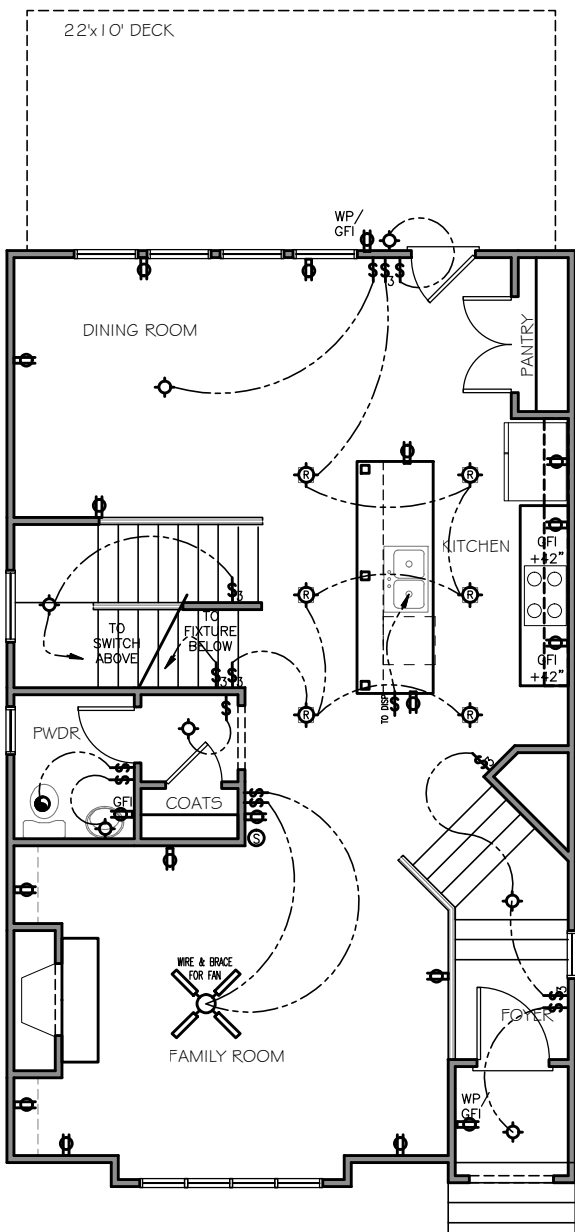 22'x10' DECK
WP/
GFI
$ $ $
3
DINING ROOM
PANTRY
R
R
KITCHEN
GFI
+42"
R
R
$3
TO
SWITCH
ABOVE
TO
FIXTURE
BELOW
GFI
+42"
$3 $3
$
R
R
TO DISP
$
PWDR
$
$
$
GFI
COATS
$
$
S
WIRE & BRACE
FOR FAN
$3
$
FOYER
FAMILY ROOM
WP/
GFI